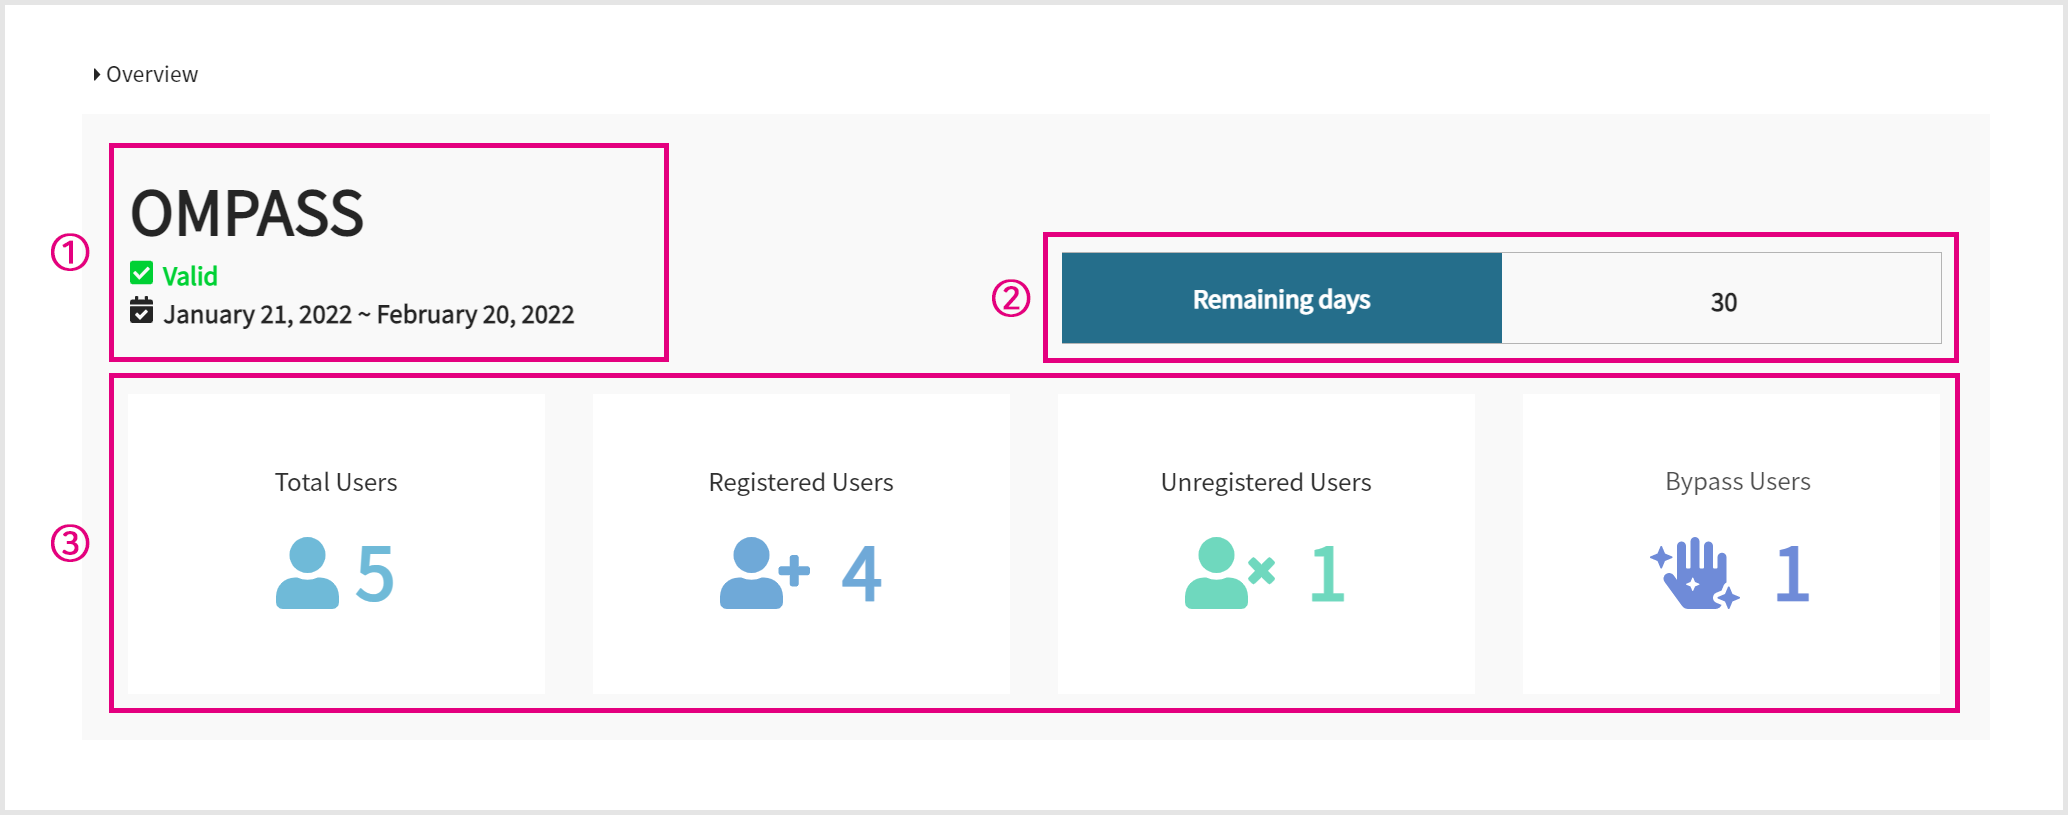 Overview
①
OMPASS
Valid
January 21, 2022 ~ February 20, 2022
②
Remaining days
30
③
Total Users
5
Registered Users
4
Unregistered Users
1
Bypass Users
1